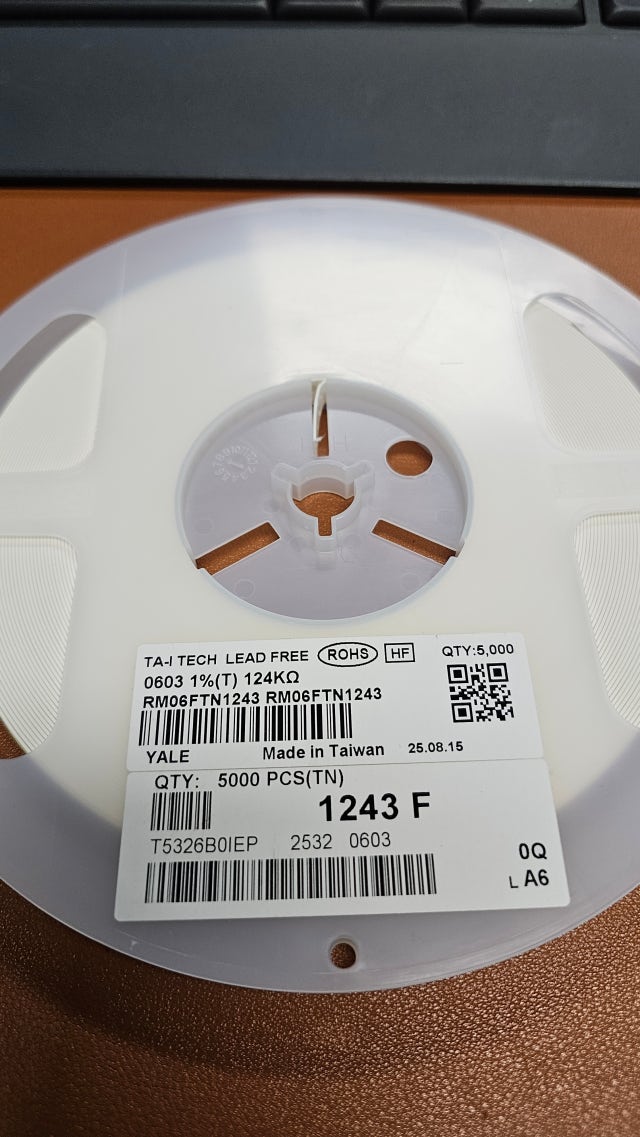 TA-I TECH LEAD FREE ROHS HF QTY:5,000
0603 1%(T) 124KΩ
RM06FTN1243 RM06FTN1243
YALE Made in Taiwan 25.08.15
QTY: 5000 PCS(TN)
1243 F
T5326B0IEP 2532 0603
0Q
L A6